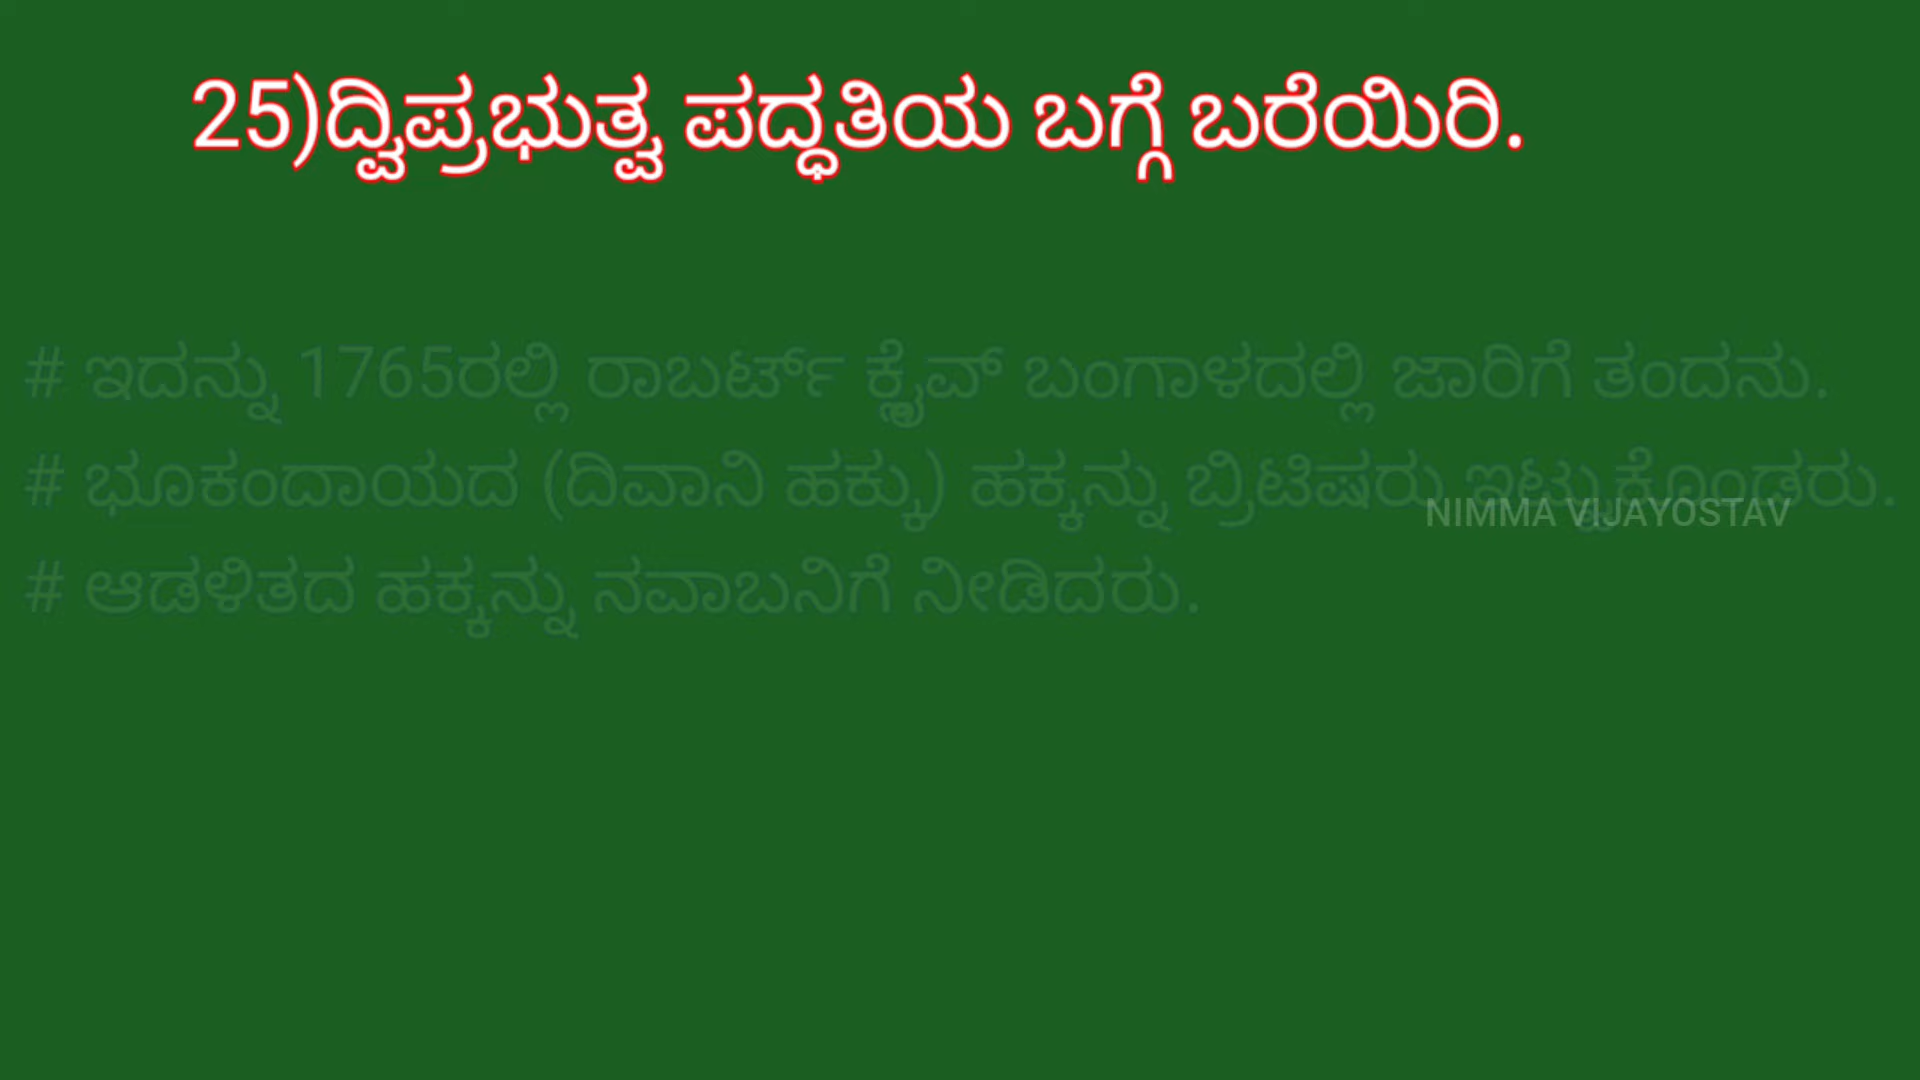 25)ದ್ವಿಪ್ರಭುತ್ವ ಪದ್ಧತಿಯ ಬಗ್ಗೆ ಬರೆಯಿರಿ.
# ಇದನ್ನು 1765ರಲ್ಲಿ ರಾಬರ್ಟ್ ಕ್ಲೈವ್ ಬಂಗಾಳದಲ್ಲಿ ಜಾರಿಗೆ ತಂದನು.
# ಭೂಕಂದಾಯದ (ದಿವಾನಿ ಹಕ್ಕು) ಹಕ್ಕನ್ನು ಬ್ರಿಟಿಷರು ಇಟ್ಟುಕೊಂಡರು.
NIMMA VIJAYOSTAV
# ಆಡಳಿತದ ಹಕ್ಕನ್ನು ನವಾಬನಿಗೆ ನೀಡಿದರು.